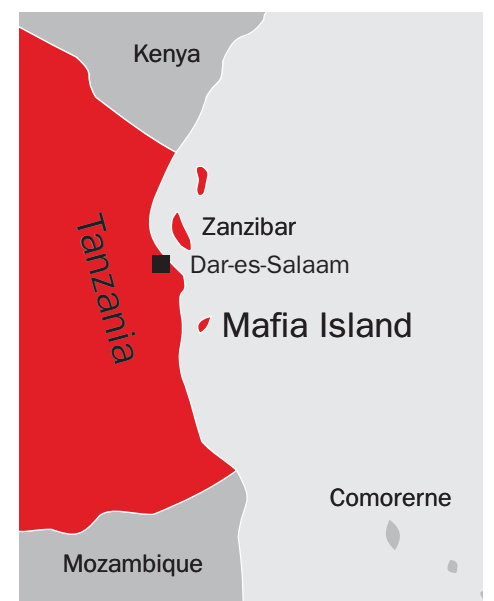 Kenya
Zanzibar
Tanzania
Dar-es-Salaam
Mafia Island
Comorerne
Mozambique